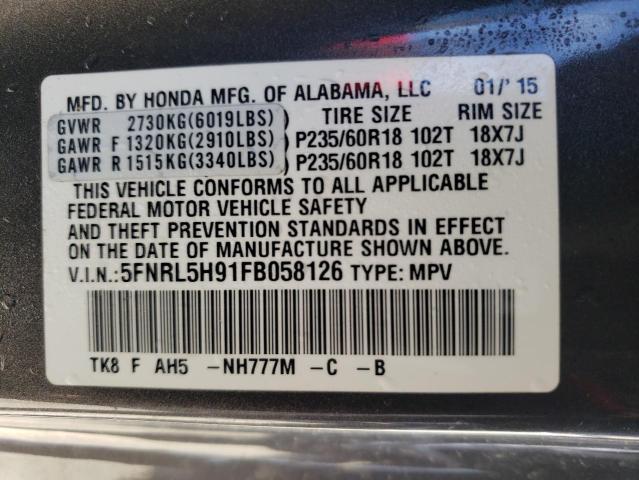 MFD. BY HONDA MFG. OF ALABAMA, LLC 01/'15
GVWR 2730KG(6019LBS) TIRE SIZE RIM SIZE
GAWR F 1320KG(2910LBS) P235/60R18 102T 18X7J
GAWR R 1515KG(3340LBS) P235/60R18 102T 18X7J
THIS VEHICLE CONFORMS TO ALL APPLICABLE
FEDERAL MOTOR VEHICLE SAFETY
AND THEFT PREVENTION STANDARDS IN EFFECT
ON THE DATE OF MANUFACTURE SHOWN ABOVE.
V.I.N.:5FNRL5H91FB058126 TYPE: MPV
TK8 F AH5 -NH777M -C -B